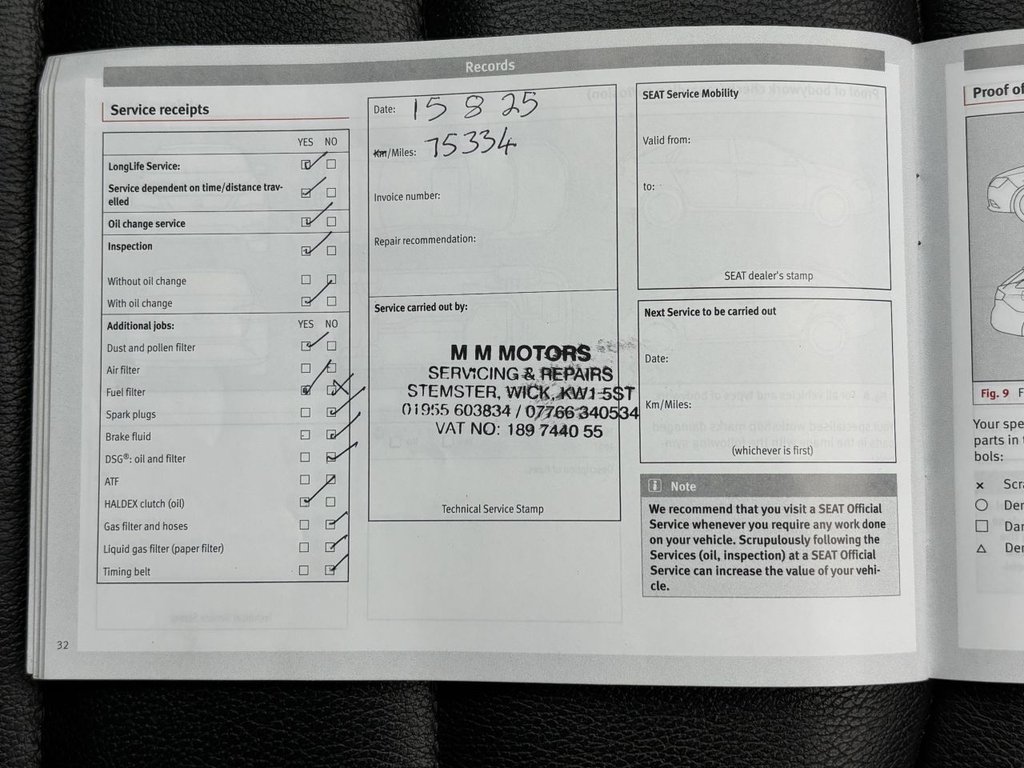 Records
Service receipts
YES NO
LongLife Service:
Service dependent on time/distance trav-
elled
Oil change service
Inspection
Without oil change
With oil change
Additional jobs: YES NO
Dust and pollen filter
Air filter
Fuel filter
Spark plugs
Brake fluid
DSG®: oil and filter
ATF
HALDEX clutch (oil)
Gas filter and hoses
Liquid gas filter (paper filter)
Timing belt
32
Date: 15 8 25
Km/Miles: 75334
Invoice number:
Repair recommendation:
Service carried out by:
M M MOTORS
SERVICING & REPAIRS
STEMSTER, WICK, KW1 5ST
01955 603834 / 07766 340534
VAT NO: 189 7440 55
Technical Service Stamp
SEAT Service Mobility
Valid from:
to:
SEAT dealer's stamp
Next Service to be carried out
Date:
Km/Miles:
(whichever is first)
i Note
We recommend that you visit a SEAT Official
Service whenever you require any work done
on your vehicle. Scrupulously following the
Services (oil, inspection) at a SEAT Official
Service can increase the value of your vehi-
cle.
Proof of
Fig. 9 F
Your spe
parts in
bols:
Scr
Der
Da
Der